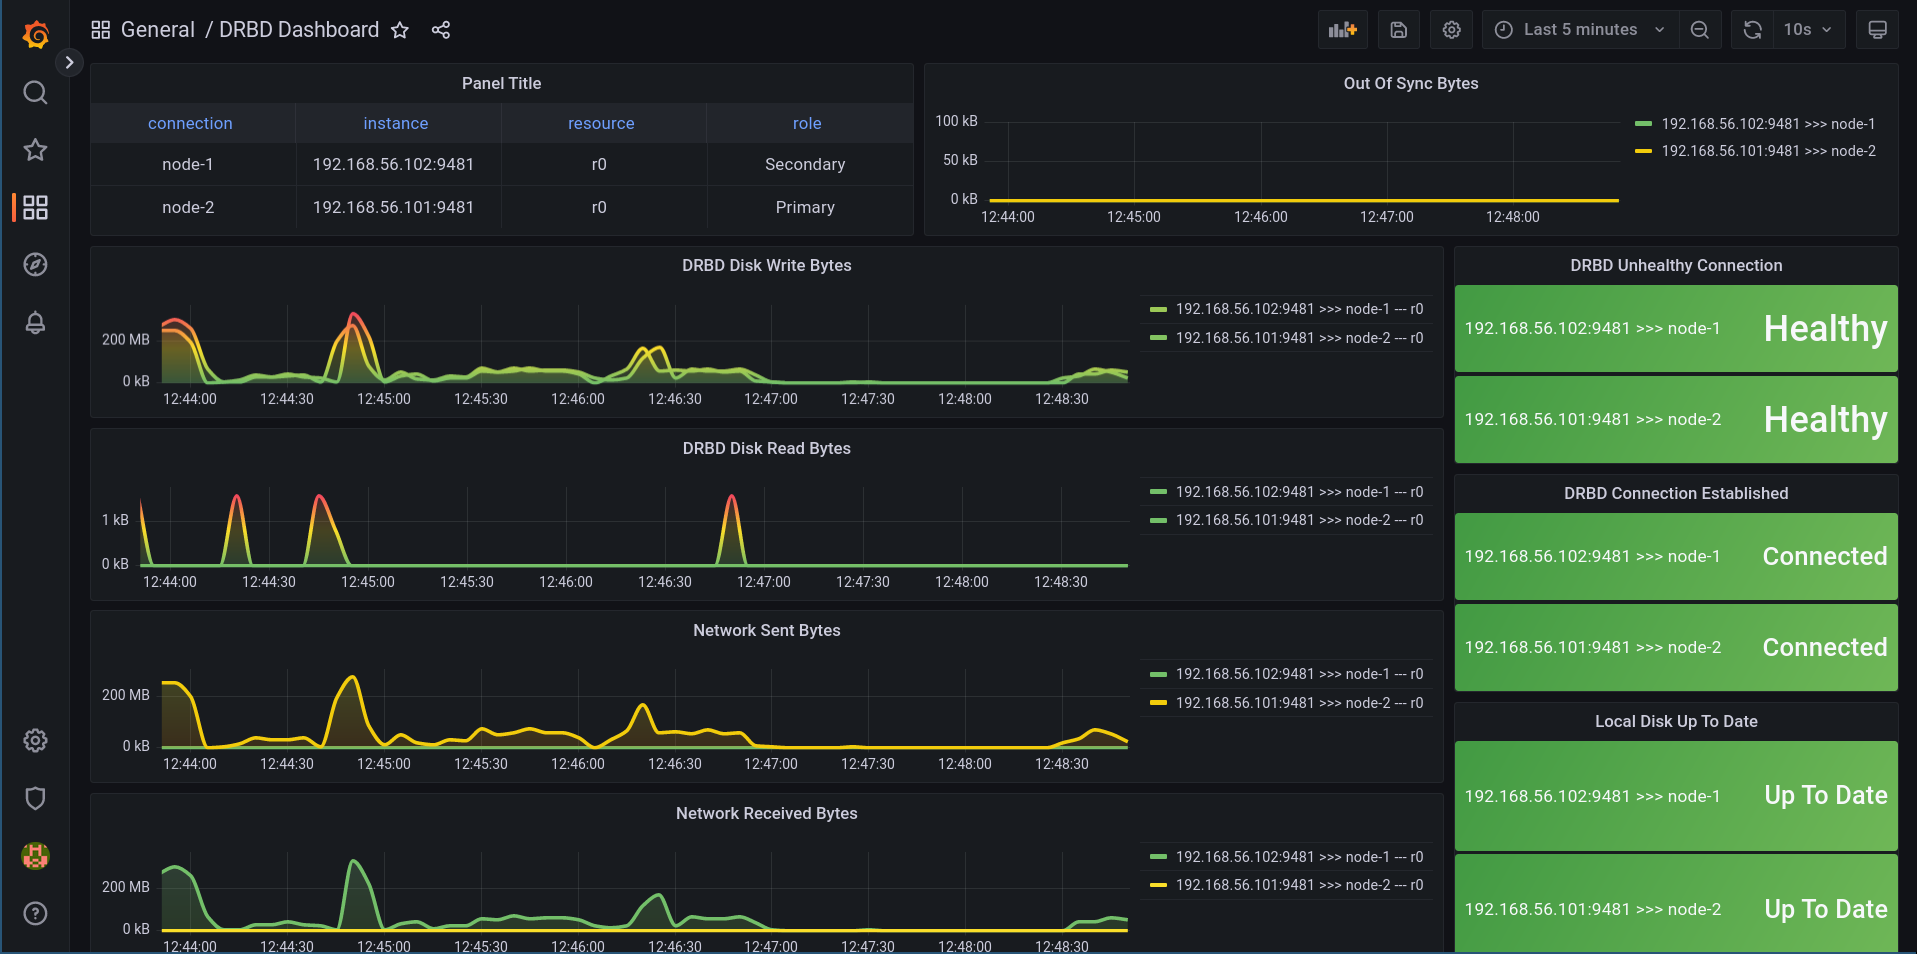 General / DRBD Dashboard
Last 5 minutes
10s
Panel Title
connection instance resource role
node-1 192.168.56.102:9481 r0 Secondary
node-2 192.168.56.101:9481 r0 Primary
Out Of Sync Bytes
100 kB
50 kB
0 kB
12:44:00 12:45:00 12:46:00 12:47:00 12:48:00
192.168.56.102:9481 >>> node-1
192.168.56.101:9481 >>> node-2
DRBD Disk Write Bytes
200 MB
0 kB
12:44:00 12:44:30 12:45:00 12:45:30 12:46:00 12:46:30 12:47:00 12:47:30 12:48:00 12:48:30
192.168.56.102:9481 >>> node-1 --- r0
192.168.56.101:9481 >>> node-2 --- r0
DRBD Unhealthy Connection
192.168.56.102:9481 >>> node-1 Healthy
192.168.56.101:9481 >>> node-2 Healthy
DRBD Disk Read Bytes
1 kB
0 kB
12:44:00 12:44:30 12:45:00 12:45:30 12:46:00 12:46:30 12:47:00 12:47:30 12:48:00 12:48:30
192.168.56.102:9481 >>> node-1 --- r0
192.168.56.101:9481 >>> node-2 --- r0
DRBD Connection Established
192.168.56.102:9481 >>> node-1 Connected
192.168.56.101:9481 >>> node-2 Connected
Network Sent Bytes
200 MB
0 kB
12:44:00 12:44:30 12:45:00 12:45:30 12:46:00 12:46:30 12:47:00 12:47:30 12:48:00 12:48:30
192.168.56.102:9481 >>> node-1 --- r0
192.168.56.101:9481 >>> node-2 --- r0
Local Disk Up To Date
192.168.56.102:9481 >>> node-1 Up To Date
192.168.56.101:9481 >>> node-2 Up To Date
Network Received Bytes
200 MB
0 kB
12:44:00 12:44:30 12:45:00 12:45:30 12:46:00 12:46:30 12:47:00 12:47:30 12:48:00 12:48:30
192.168.56.102:9481 >>> node-1 --- r0
192.168.56.101:9481 >>> node-2 --- r0